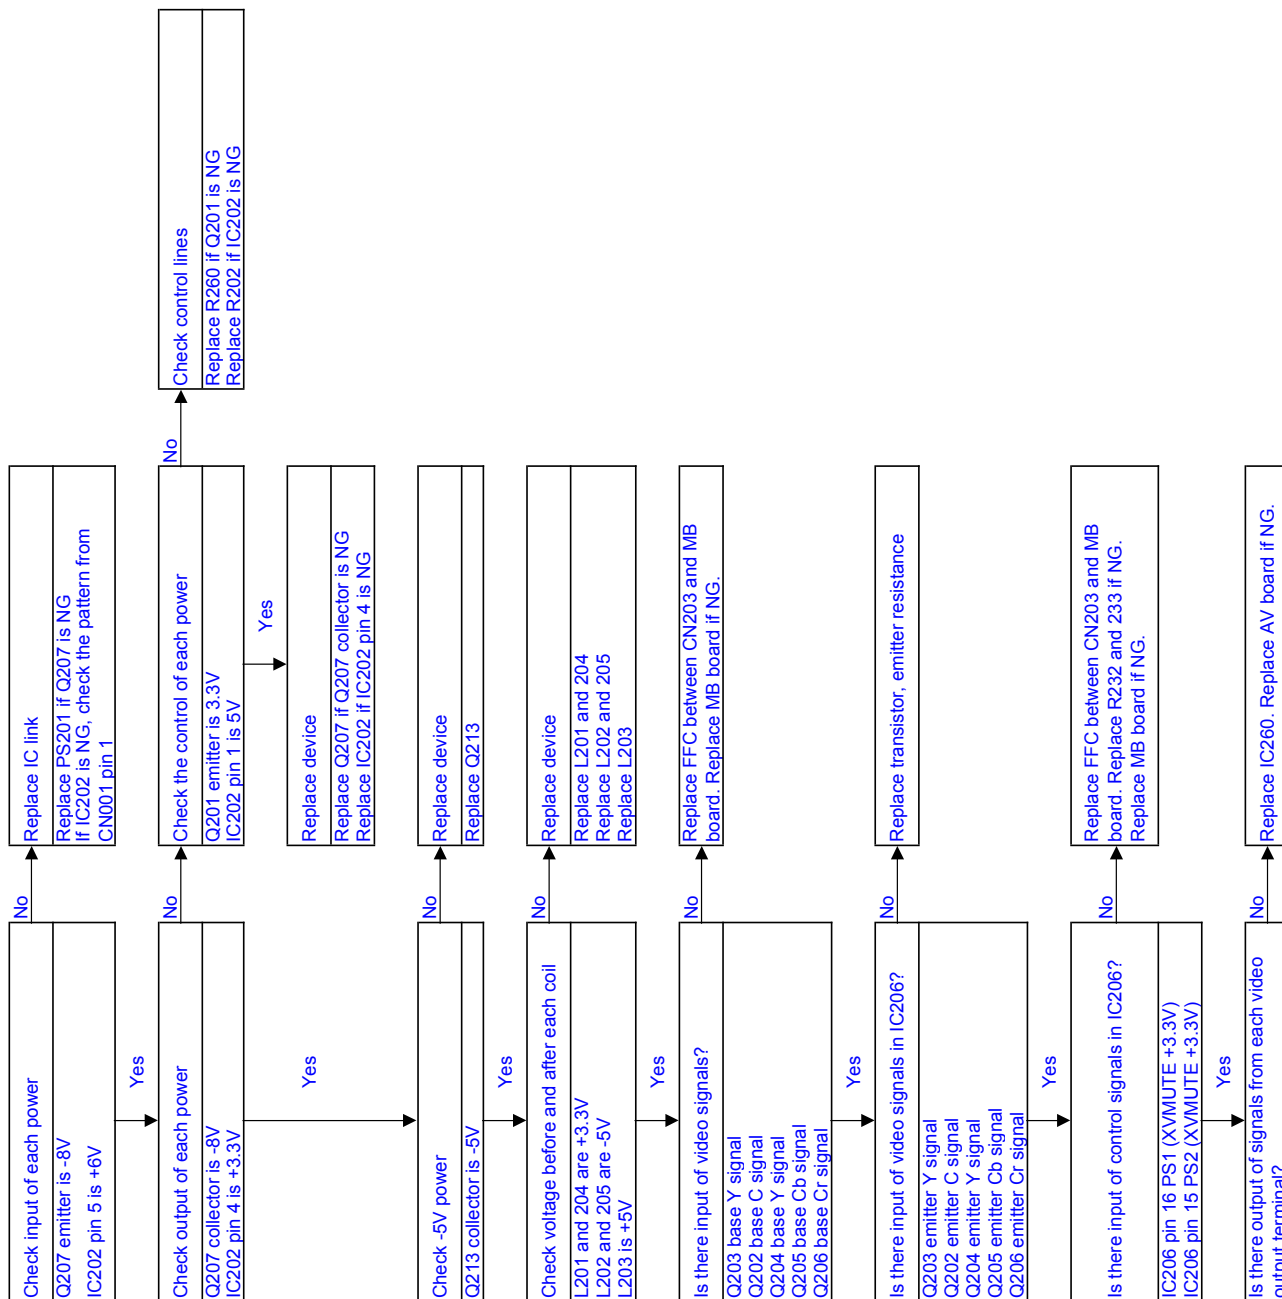 Check input of each power
Q207 emitter is -8V
IC202 pin 5 is +6V
No
Replace IC link
Replace PS201 if Q207 is NG
If IC202 is NG, check the pattern from
CN001 pin 1
Yes
Check output of each power
Q207 collector is -8V
IC202 pin 4 is +3.3V
No
Check the control of each power
Q201 emitter is 3.3V
IC202 pin 1 is 5V
No
Check control lines
Replace R260 if Q201 is NG
Replace R202 if IC202 is NG
Yes
Replace device
Replace Q207 if Q207 collector is NG
Replace IC202 if IC202 pin 4 is NG
Yes
Check -5V power
Q213 collector is -5V
No
Replace device
Replace Q213
Yes
Check voltage before and after each coil
L201 and 204 are +3.3V
L202 and 205 are -5V
L203 is +5V
No
Replace device
Replace L201 and 204
Replace L202 and 205
Replace L203
Yes
Is there input of video signals?
Q203 base Y signal
Q202 base C signal
Q204 base Y signal
Q205 base Cb signal
Q206 base Cr signal
No
Replace FFC between CN203 and MB
board. Replace MB board if NG.
Yes
Is there input of video signals in IC206?
Q203 emitter Y signal
Q202 emitter C signal
Q204 emitter Y signal
Q205 emitter Cb signal
Q206 emitter Cr signal
No
Replace transistor, emitter resistance
Yes
Is there input of control signals in IC206?
IC206 pin 16 PS1 (XVMUTE +3.3V)
IC206 pin 15 PS2 (XVMUTE +3.3V)
No
Replace FFC between CN203 and MB
board. Replace R232 and 233 if NG.
Replace MB board if NG.
Yes
Is there output of signals from each video
output terminal?
No
Replace IC260. Replace AV board if NG.